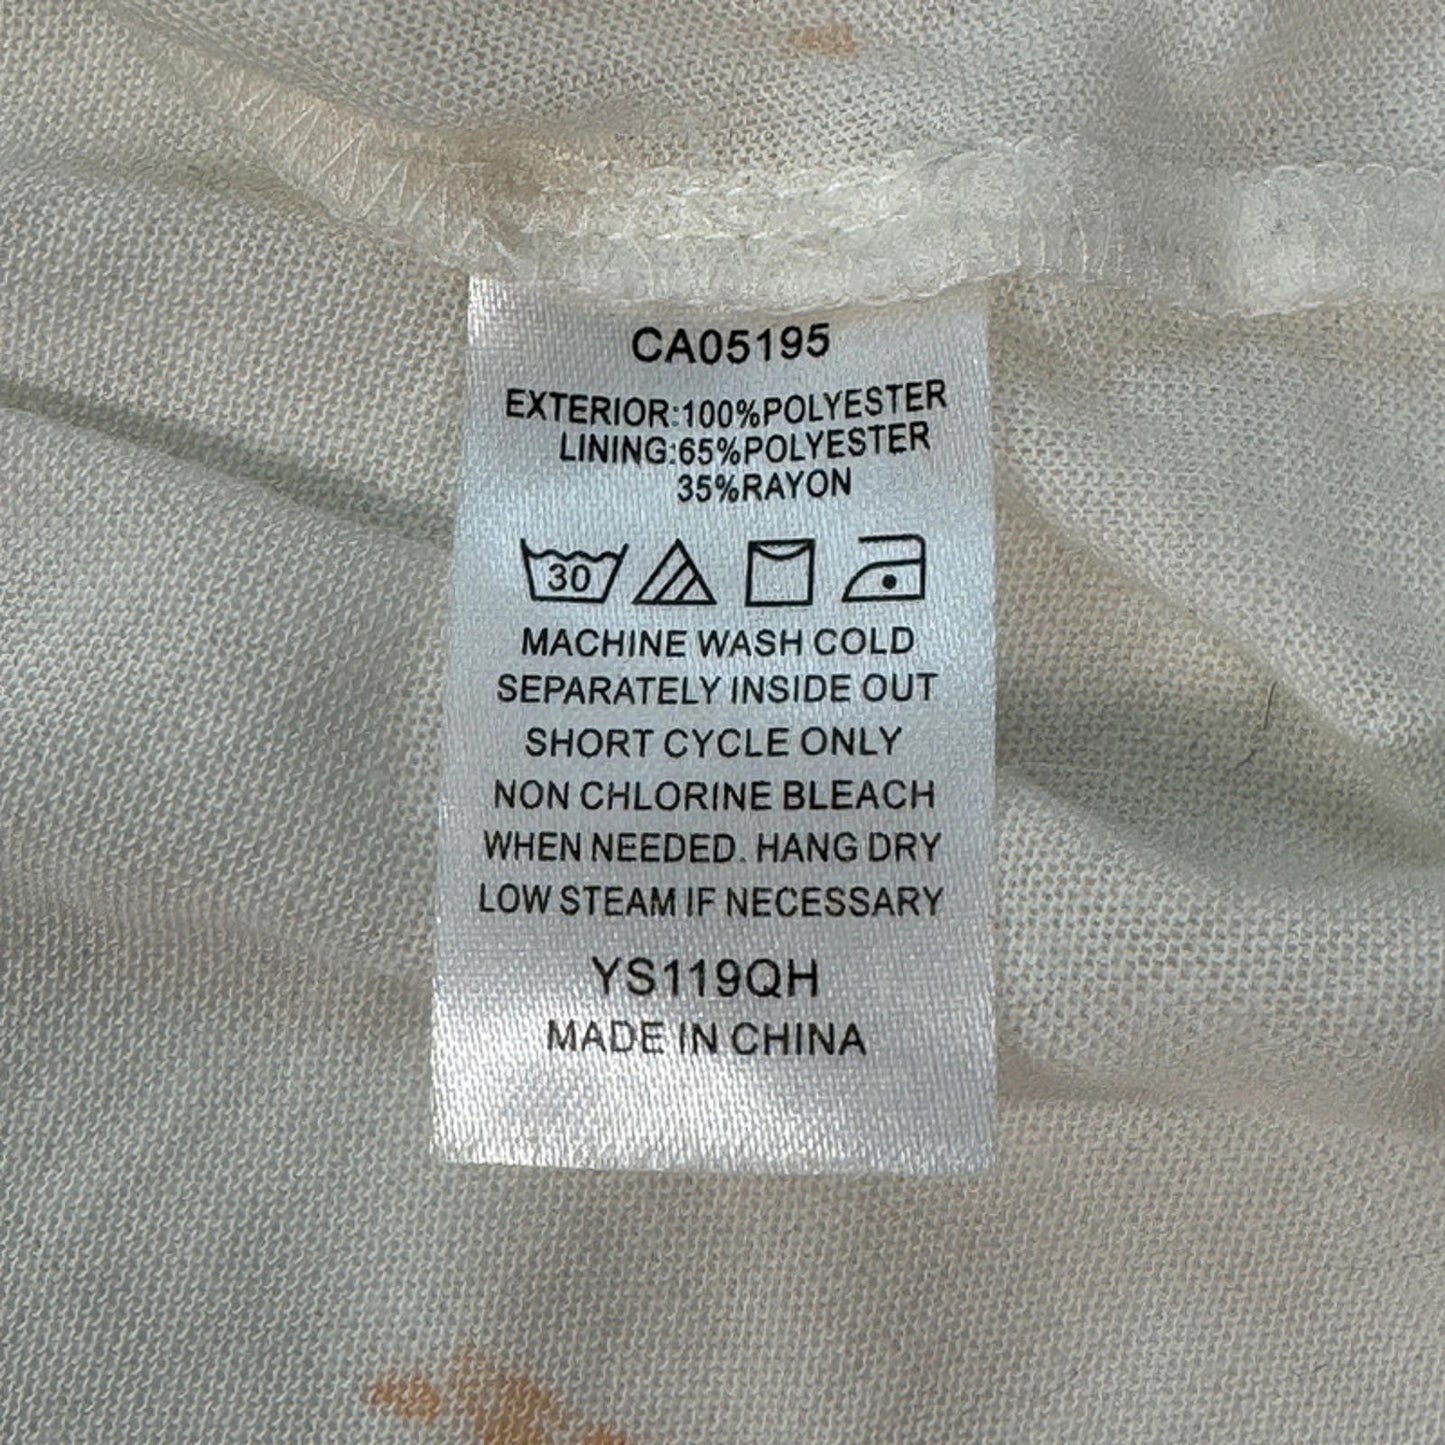 CA05195
EXTERIOR:100%POLYESTER
LINING:65%POLYESTER
35%RAYON
30
MACHINE WASH COLD
SEPARATELY INSIDE OUT
SHORT CYCLE ONLY
NON CHLORINE BLEACH
WHEN NEEDED. HANG DRY
LOW STEAM IF NECESSARY
YS119QH
MADE IN CHINA